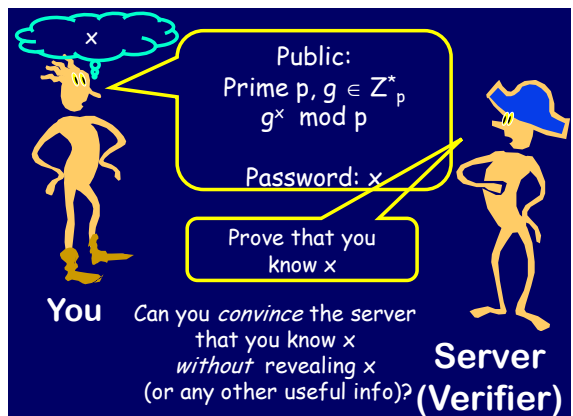 x
Public:
Prime p, g ∈ Z*ₚ
gˣ mod p
Password: x
Prove that you
know x
You
Can you convince the server
that you know x
without revealing x
(or any other useful info)?
Server
(Verifier)